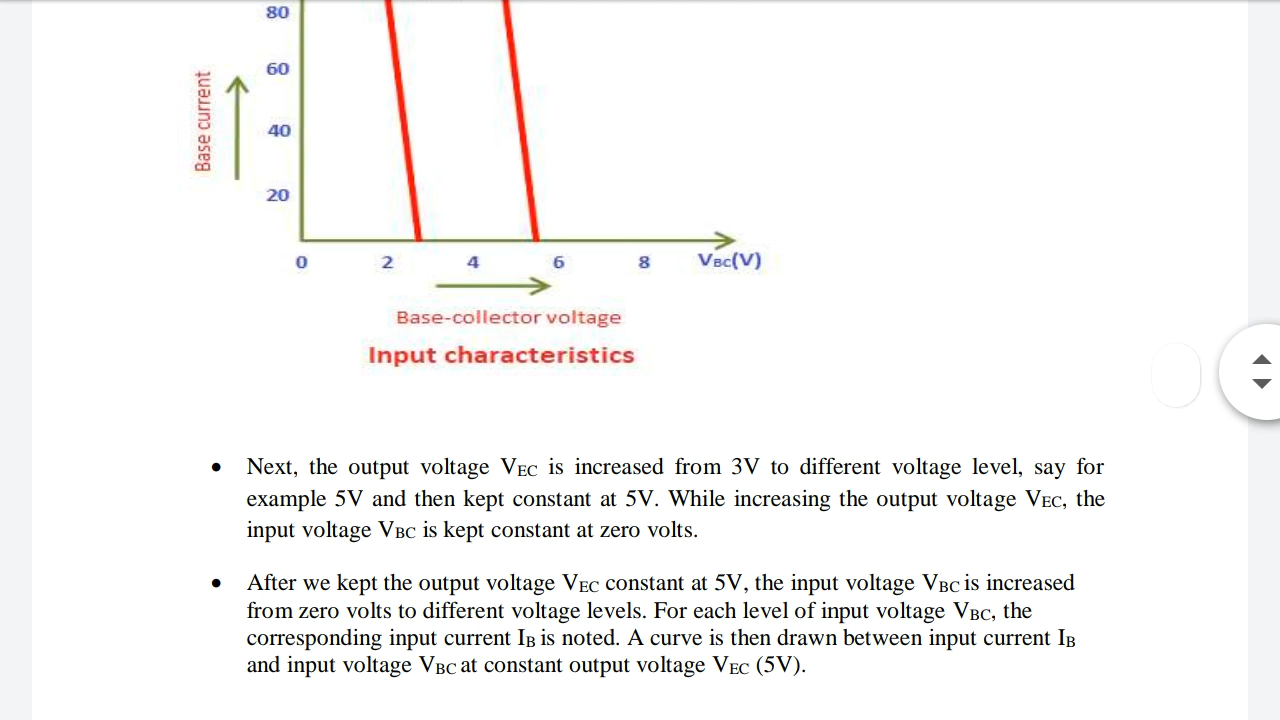 80
60
40
20
Base current
0 2 4 6 8 VBC(V)
Base-collector voltage
Input characteristics
• Next, the output voltage VEC is increased from 3V to different voltage level, say for
example 5V and then kept constant at 5V. While increasing the output voltage VEC, the
input voltage VBC is kept constant at zero volts.
• After we kept the output voltage VEC constant at 5V, the input voltage VBC is increased
from zero volts to different voltage levels. For each level of input voltage VBC, the
corresponding input current IB is noted. A curve is then drawn between input current IB
and input voltage VBC at constant output voltage VEC (5V).